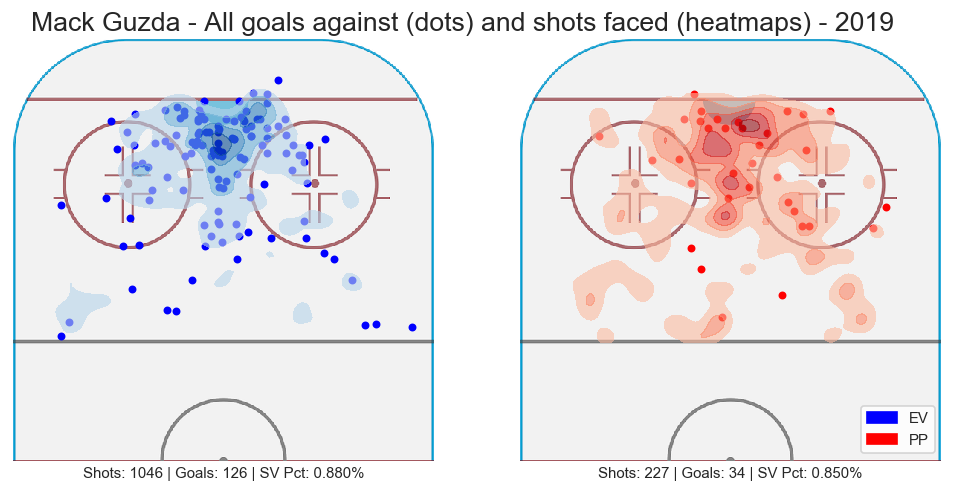 Mack Guzda - All goals against (dots) and shots faced (heatmaps) - 2019
EV
PP
Shots: 1046 | Goals: 126 | SV Pct: 0.880%
Shots: 227 | Goals: 34 | SV Pct: 0.850%